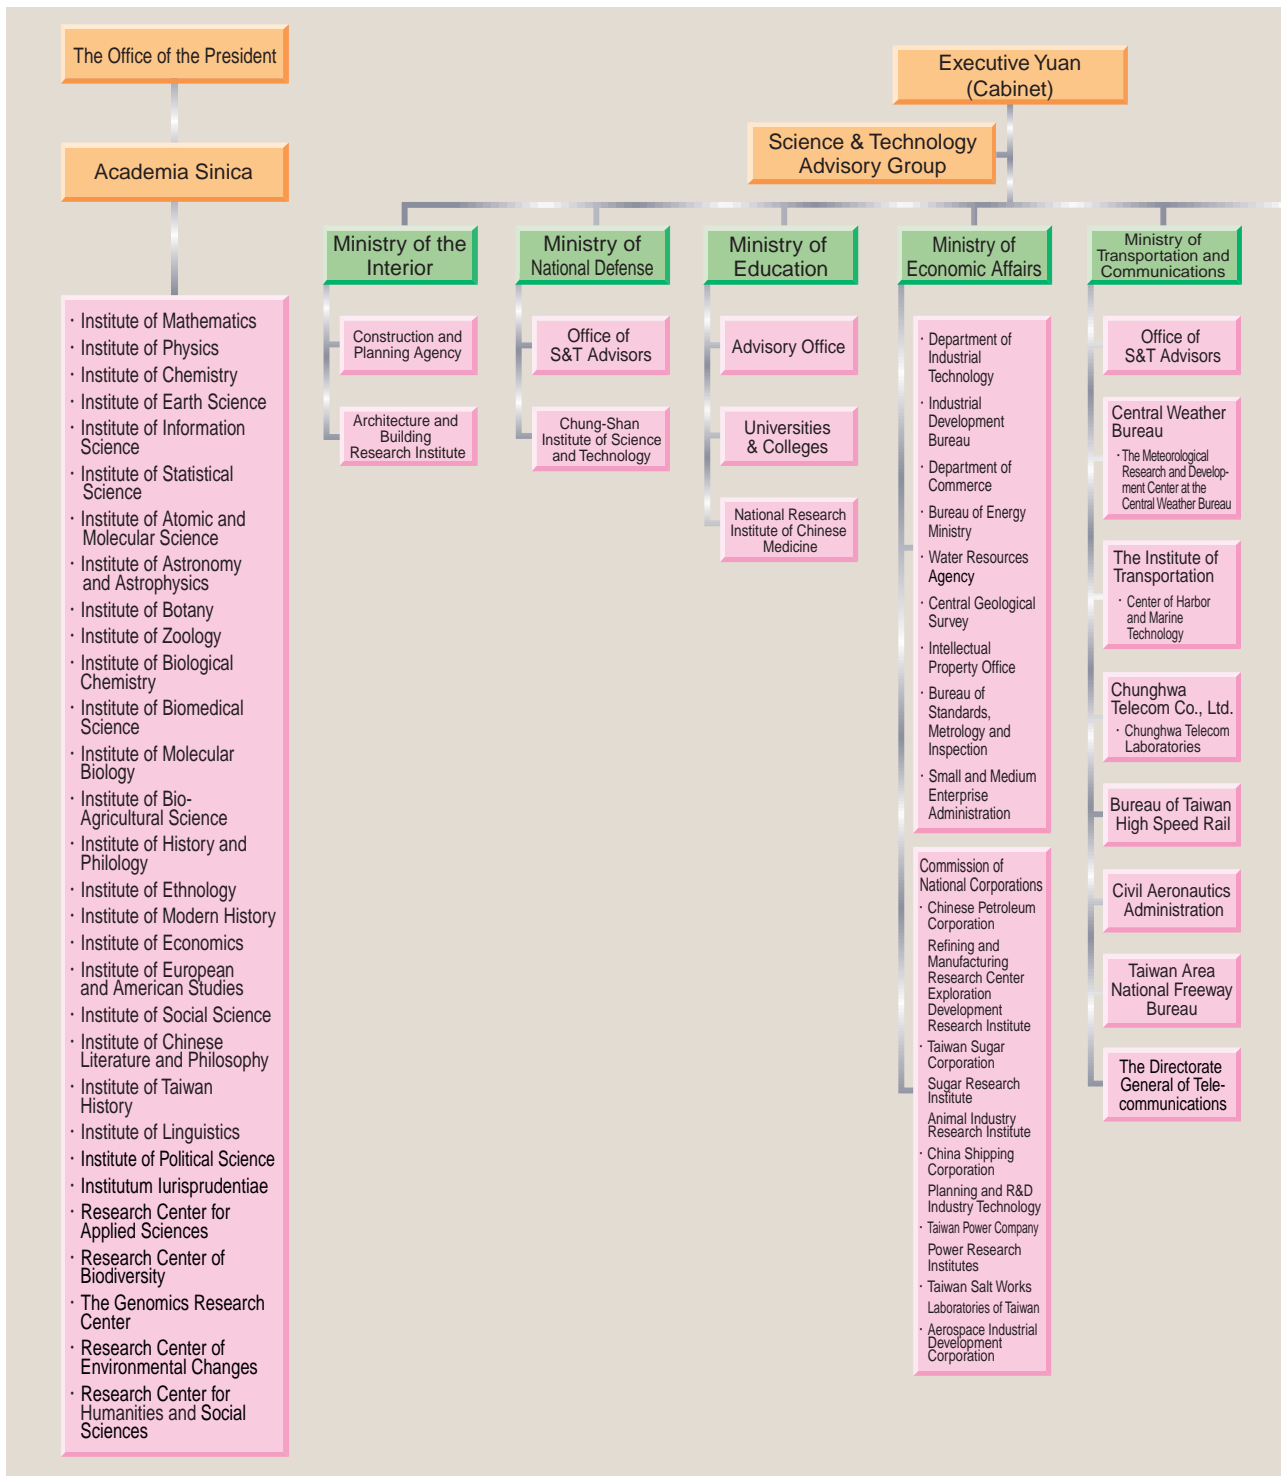 The Office of the President
Academia Sinica
· Institute of Mathematics
· Institute of Physics
· Institute of Chemistry
· Institute of Earth Science
· Institute of Information
Science
· Institute of Statistical
Science
· Institute of Atomic and
Molecular Science
· Institute of Astronomy
and Astrophysics
· Institute of Botany
· Institute of Zoology
· Institute of Biological
Chemistry
· Institute of Biomedical
Science
· Institute of Molecular
Biology
· Institute of Bio-
Agricultural Science
· Institute of History and
Philology
· Institute of Ethnology
· Institute of Modern History
· Institute of Economics
· Institute of European
and American Studies
· Institute of Social Science
· Institute of Chinese
Literature and Philosophy
· Institute of Taiwan
History
· Institute of Linguistics
· Institute of Political Science
· Institutum Iurisprudentiae
· Research Center for
Applied Sciences
· Research Center of
Biodiversity
· The Genomics Research
Center
· Research Center of
Environmental Changes
· Research Center for
Humanities and Social
Sciences
Executive Yuan
(Cabinet)
Science & Technology
Advisory Group
Ministry of the
Interior
Construction and
Planning Agency
Architecture and
Building
Research Institute
Ministry of
National Defense
Office of
S&T Advisors
Chung-Shan
Institute of Science
and Technology
Ministry of
Education
Advisory Office
Universities
& Colleges
National Research
Institute of Chinese
Medicine
Ministry of
Economic Affairs
· Department of
Industrial
Technology
· Industrial
Development
Bureau
· Department of
Commerce
· Bureau of Energy
Ministry
· Water Resources
Agency
· Central Geological
Survey
· Intellectual
Property Office
· Bureau of
Standards,
Metrology and
Inspection
· Small and Medium
Enterprise
Administration
Commission of
National Corporations
· Chinese Petroleum
Corporation
Refining and
Manufacturing
Research Center
Exploration
Development
Research Institute
· Taiwan Sugar
Corporation
Sugar Research
Institute
Animal Industry
Research Institute
· China Shipping
Corporation
Planning and R&D
Industry Technology
· Taiwan Power Company
Power Research
Institutes
· Taiwan Salt Works
Laboratories of Taiwan
· Aerospace Industrial
Development
Corporation
Ministry of
Transportation and
Communications
Office of
S&T Advisors
Central Weather
Bureau
· The Meteorological
Research and Develop-
ment Center at the
Central Weather Bureau
The Institute of
Transportation
· Center of Harbor
and Marine
Technology
Chunghwa
Telecom Co., Ltd.
· Chunghwa Telecom
Laboratories
Bureau of Taiwan
High Speed Rail
Civil Aeronautics
Administration
Taiwan Area
National Freeway
Bureau
The Directorate
General of Tele-
communications